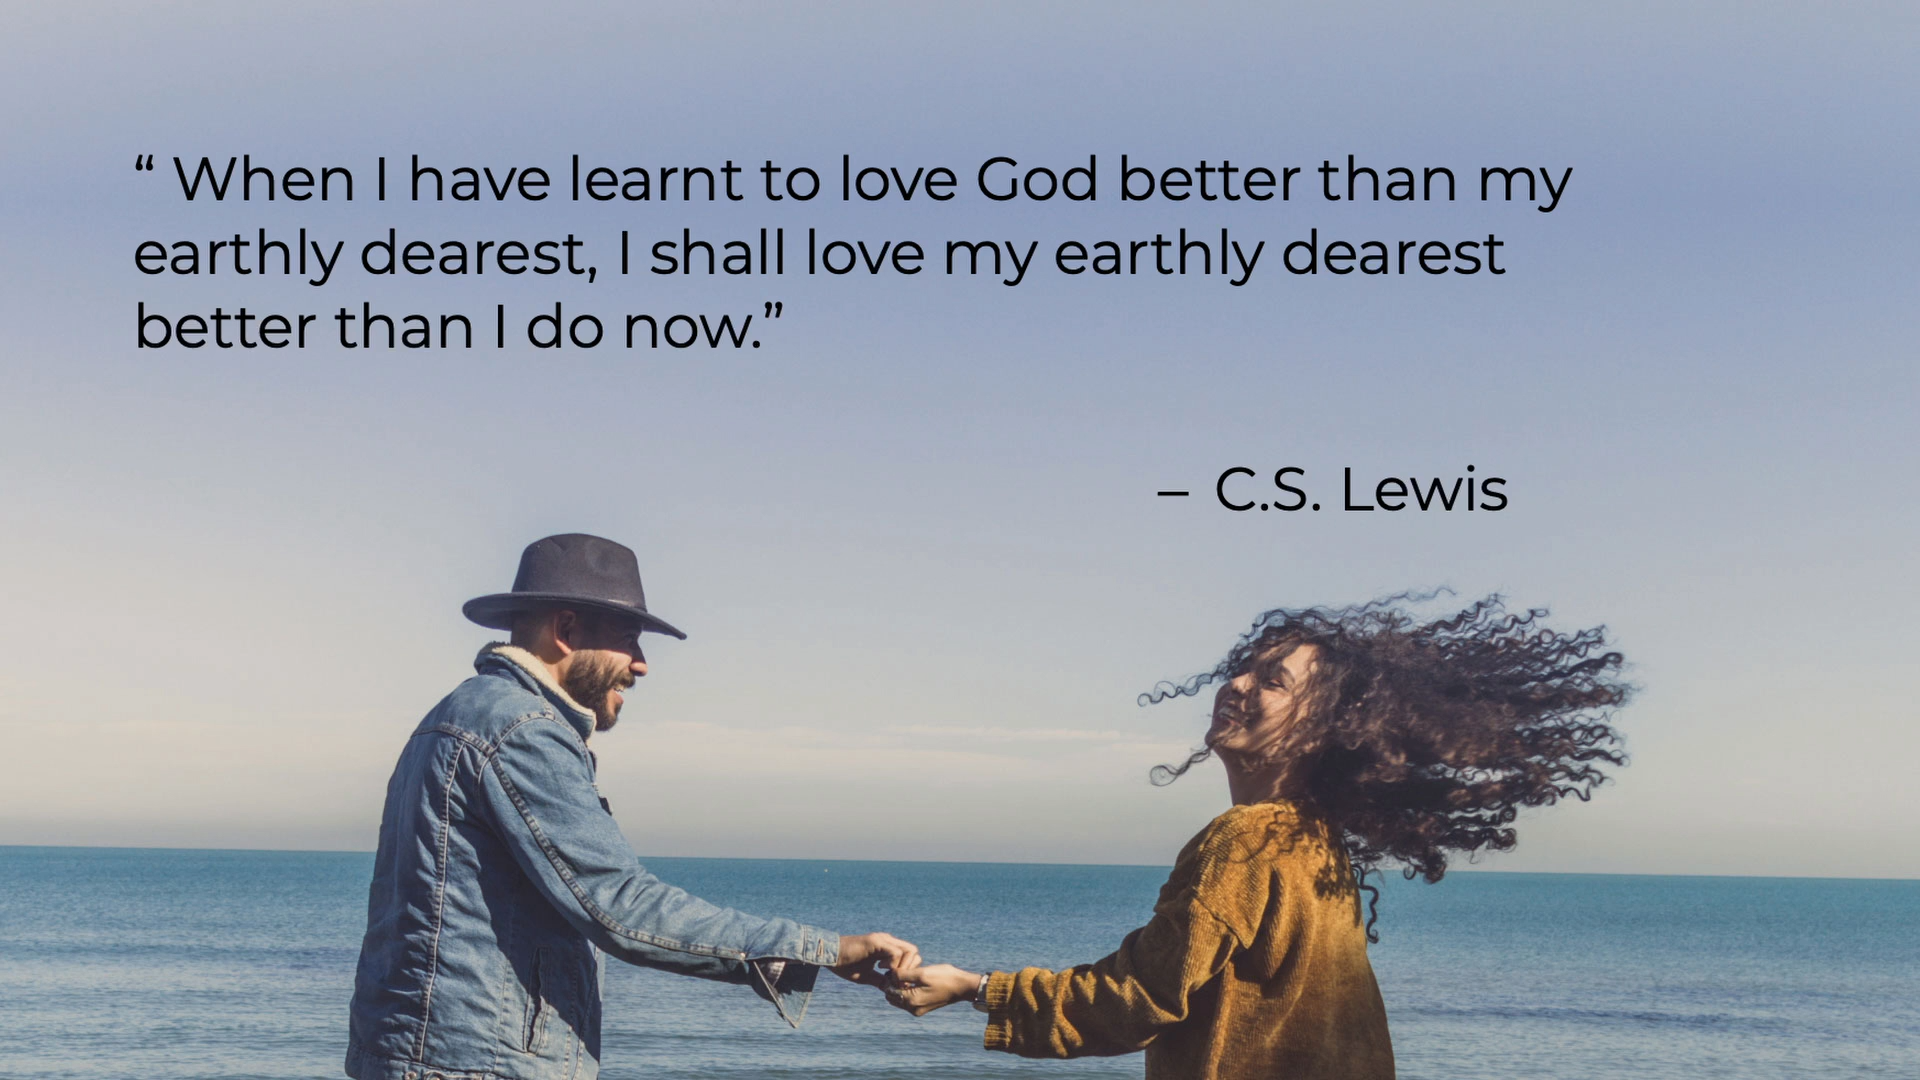 “ When I have learnt to love God better than my
earthly dearest, I shall love my earthly dearest
better than I do now.”
– C.S. Lewis